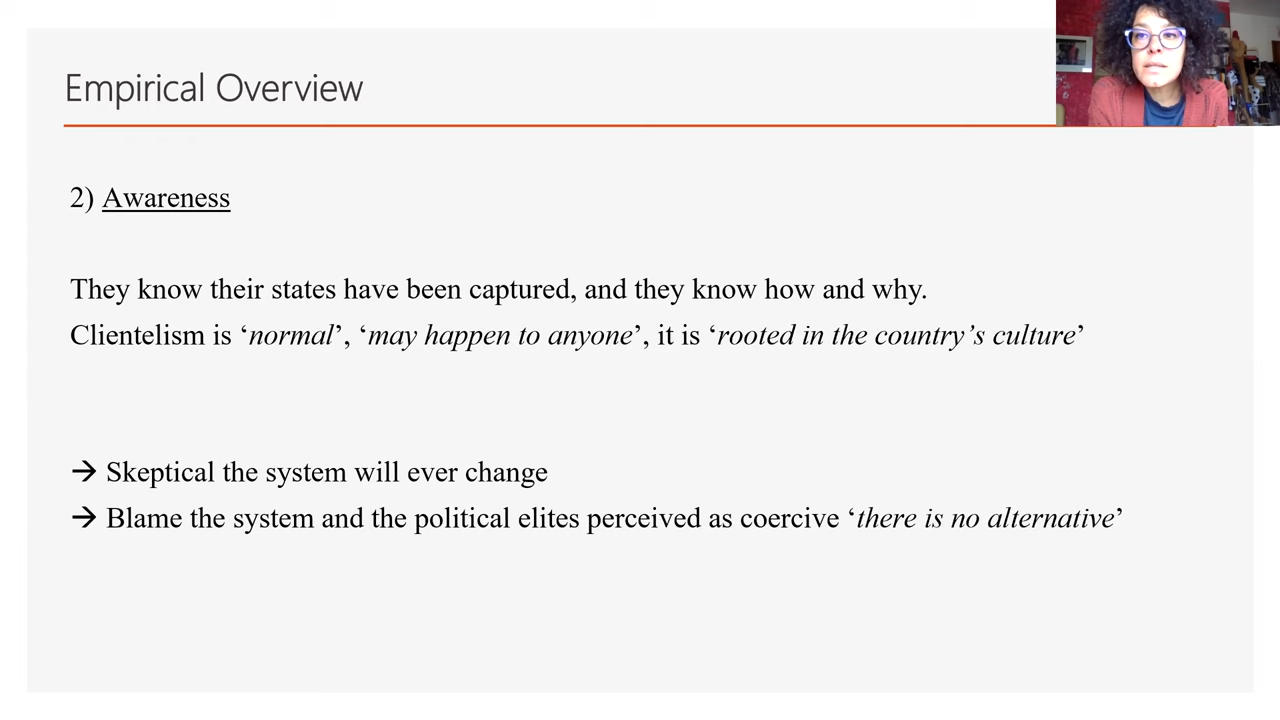 Empirical Overview
2) Awareness
They know their states have been captured, and they know how and why.
Clientelism is ‘normal’, ‘may happen to anyone’, it is ‘rooted in the country’s culture’
→ Skeptical the system will ever change
→ Blame the system and the political elites perceived as coercive ‘there is no alternative’